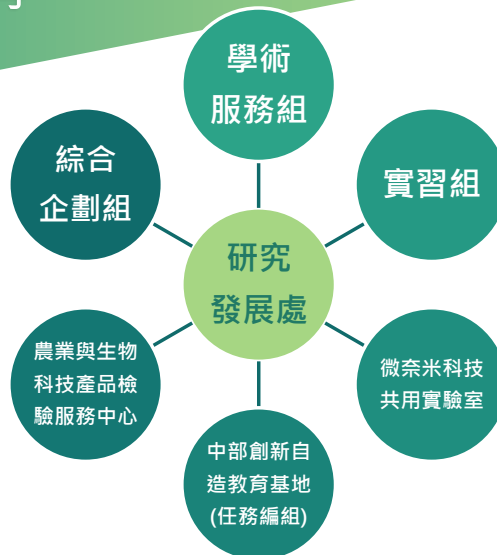 學術
服務組
綜合
企劃組
實習組
研究
發展處
農業與生物
科技產品檢
驗服務中心
微奈米科技
共用實驗室
中部創新自
造教育基地
(任務編組)